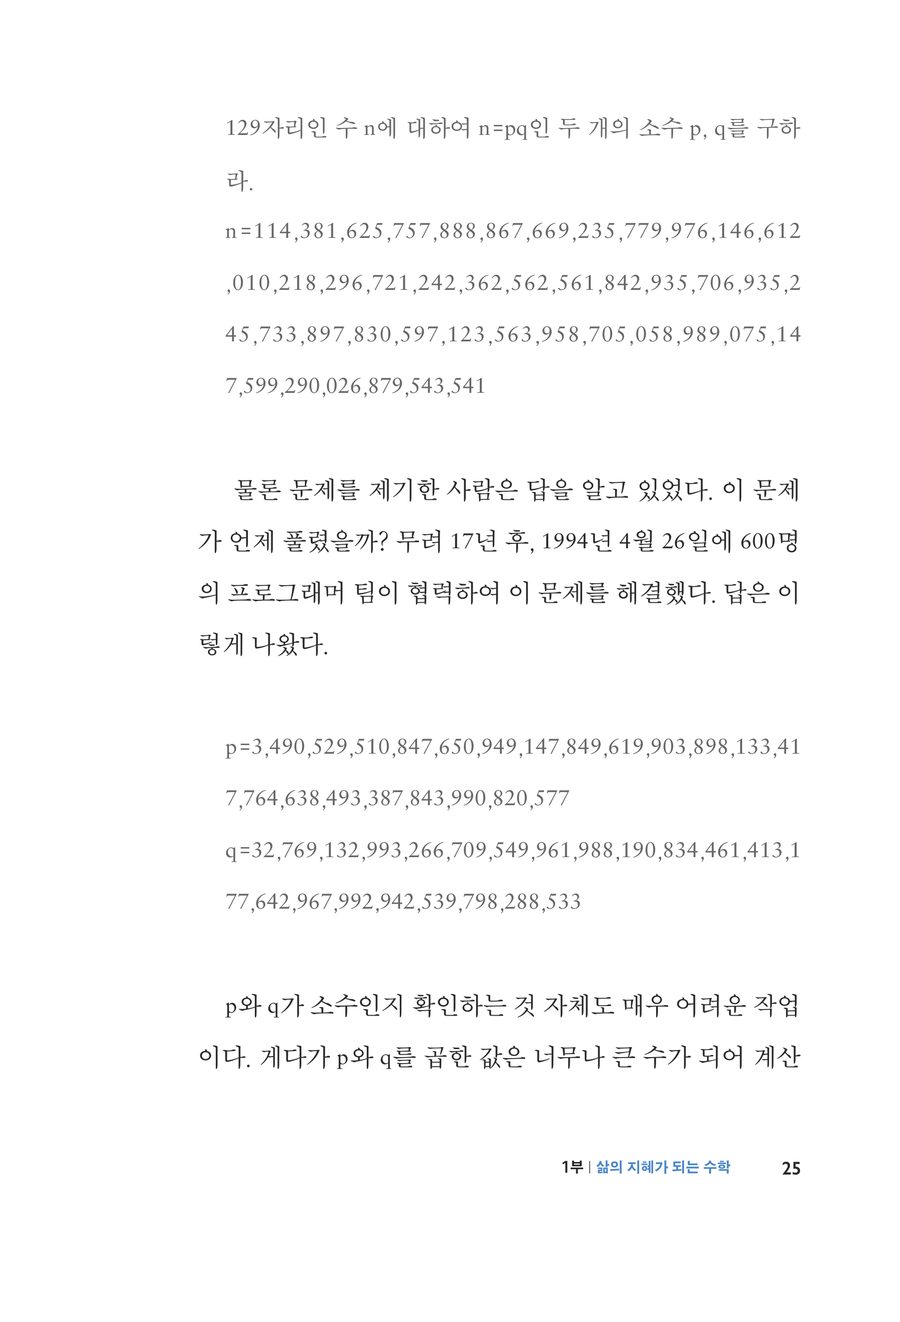 129자리인 수 n에 대하여 n=pq인 두 개의 소수 p, q를 구하
라.
n=114,381,625,757,888,867,669,235,779,976,146,612
,010,218,296,721,242,362,562,561,842,935,706,935,2
45,733,897,830,597,123,563,958,705,058,989,075,14
7,599,290,026,879,543,541
물론 문제를 제기한 사람은 답을 알고 있었다. 이 문제
가 언제 풀렸을까? 무려 17년 후, 1994년 4월 26일에 600명
의 프로그래머 팀이 협력하여 이 문제를 해결했다. 답은 이
렇게 나왔다.
p=3,490,529,510,847,650,949,147,849,619,903,898,133,41
7,764,638,493,387,843,990,820,577
q=32,769,132,993,266,709,549,961,988,190,834,461,413,1
77,642,967,992,942,539,798,288,533
p와 q가 소수인지 확인하는 것 자체도 매우 어려운 작업
이다. 게다가 p와 q를 곱한 값은 너무나 큰 수가 되어 계산
1부 | 삶의 지혜가 되는 수학 25